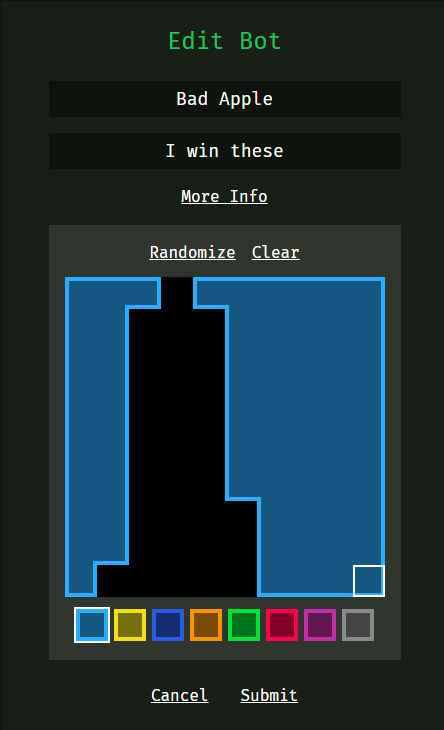 Edit Bot
Bad Apple
I win these
More Info
Randomize Clear
Cancel Submit